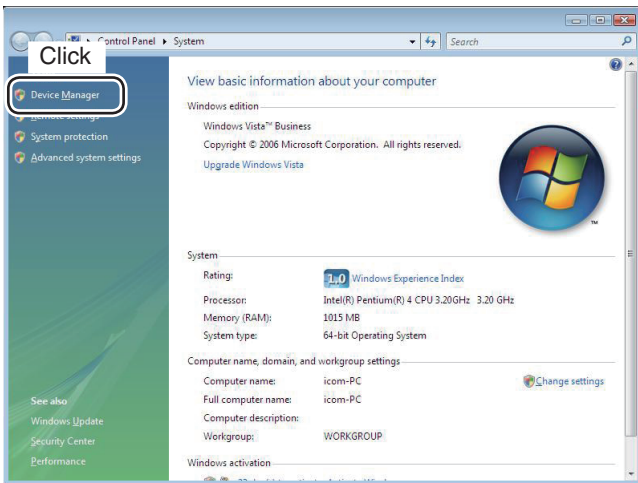 Control Panel ▸ System
Search
Click
Device Manager
Remote settings
System protection
Advanced system settings
View basic information about your computer
Windows edition
Windows Vista™ Business
Copyright © 2006 Microsoft Corporation. All rights reserved.
Upgrade Windows Vista
TM
System
Rating: 1,0 Windows Experience Index
Processor: Intel(R) Pentium(R) 4 CPU 3.20GHz 3.20 GHz
Memory (RAM): 1015 MB
System type: 64-bit Operating System
Computer name, domain, and workgroup settings
Computer name: icom-PC
Change settings
Full computer name: icom-PC
Computer description:
Workgroup: WORKGROUP
Windows activation
See also
Windows Update
Security Center
Performance